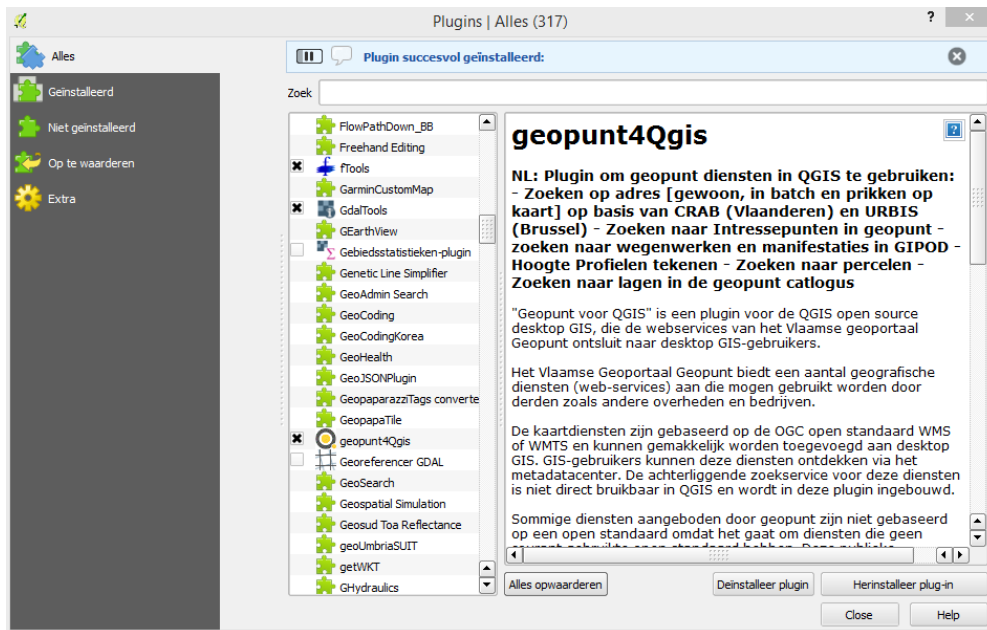 Plugins | Alles (317)
?
Alles
Geïnstalleerd
Niet geïnstalleerd
Op te waarderen
Extra
Plugin succesvol geïnstalleerd:
Zoek
FlowPathDown_BB
Freehand Editing
fTools
GarminCustomMap
GdalTools
GEarthView
Gebiedsstatistieken-plugin
Genetic Line Simplifier
GeoAdmin Search
GeoCoding
GeoCodingKorea
GeoHealth
GeoJSONPlugin
GeopaparazziTags converte
GeopapaTile
geopunt4Qgis
Georeferencer GDAL
GeoSearch
Geospatial Simulation
Geosud Toa Reflectance
geoUmbriaSUIT
getWKT
GHydraulics
geopunt4Qgis
?
NL: Plugin om geopunt diensten in QGIS te gebruiken:
- Zoeken op adres [gewoon, in batch en prikken op
kaart] op basis van CRAB (Vlaanderen) en URBIS
(Brussel) - Zoeken naar Intressepunten in geopunt -
zoeken naar wegenwerken en manifestaties in GIPOD -
Hoogte Profielen tekenen - Zoeken naar percelen -
Zoeken naar lagen in de geopunt catlogus
"Geopunt voor QGIS" is een plugin voor de QGIS open source
desktop GIS, die de webservices van het Vlaamse geoportaal
Geopunt ontsluit naar desktop GIS-gebruikers.
Het Vlaamse Geoportaal Geopunt biedt een aantal geografische
diensten (web-services) aan die mogen gebruikt worden door
derden zoals andere overheden en bedrijven.
De kaartdiensten zijn gebaseerd op de OGC open standaard WMS
of WMTS en kunnen gemakkelijk worden toegevoegd aan desktop
GIS. GIS-gebruikers kunnen deze diensten ontdekken via het
metadatacenter. De achterliggende zoekservice voor deze diensten
is niet direct bruikbaar in QGIS en wordt in deze plugin ingebouwd.
Sommige diensten aangeboden door geopunt zijn niet gebaseerd
op een open standaard omdat het gaat om diensten die geen
Alles opwaarderen
Deïnstalleer plugin
Herinstalleer plug-in
Close
Help